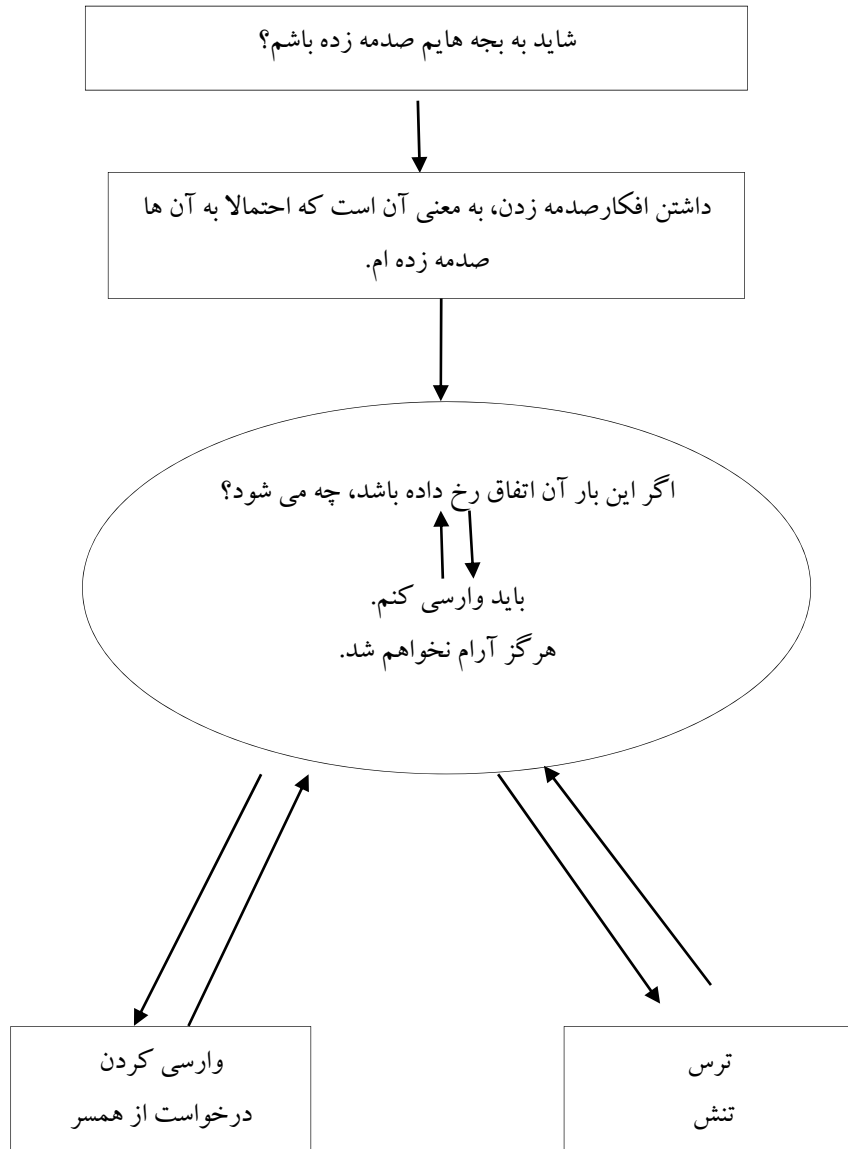 شاید به بجه هایم صدمه زده باشم؟
داشتن افکارصدمه زدن، به معنی آن است که احتمالا به آن ها
صدمه زده ام.
اگر این بار آن اتفاق رخ داده باشد، چه می شود؟
باید وارسی کنم.
هرگز آرام نخواهم شد.
ترس
تنش
وارسی کردن
درخواست از همسر